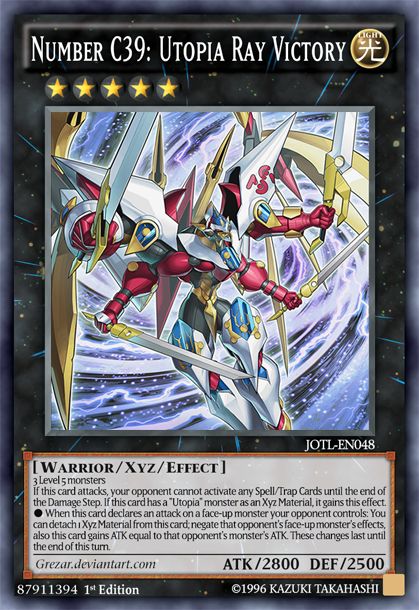 NUMBER C39: UTOPIA RAY VICTORY
LIGHT
光
39
JOTL-EN048
[WARRIOR/XYZ/EFFECT]
3 Level 5 monsters
If this card attacks, your opponent cannot activate any Spell/Trap Cards until the end of
the Damage Step. If this card has a "Utopia" monster as an Xyz Material, it gains this effect.
● When this card declares an attack on a face-up monster your opponent controls: You
can detach 1 Xyz Material from this card; negate that opponent's face-up monster's effects,
also this card gains ATK equal to that opponent's monster's ATK. These changes last until
the end of this turn.
Grezar.deviantart.com
ATK/2800 DEF/2500
87911394 1st Edition
©1996 KAZUKI TAKAHASHI